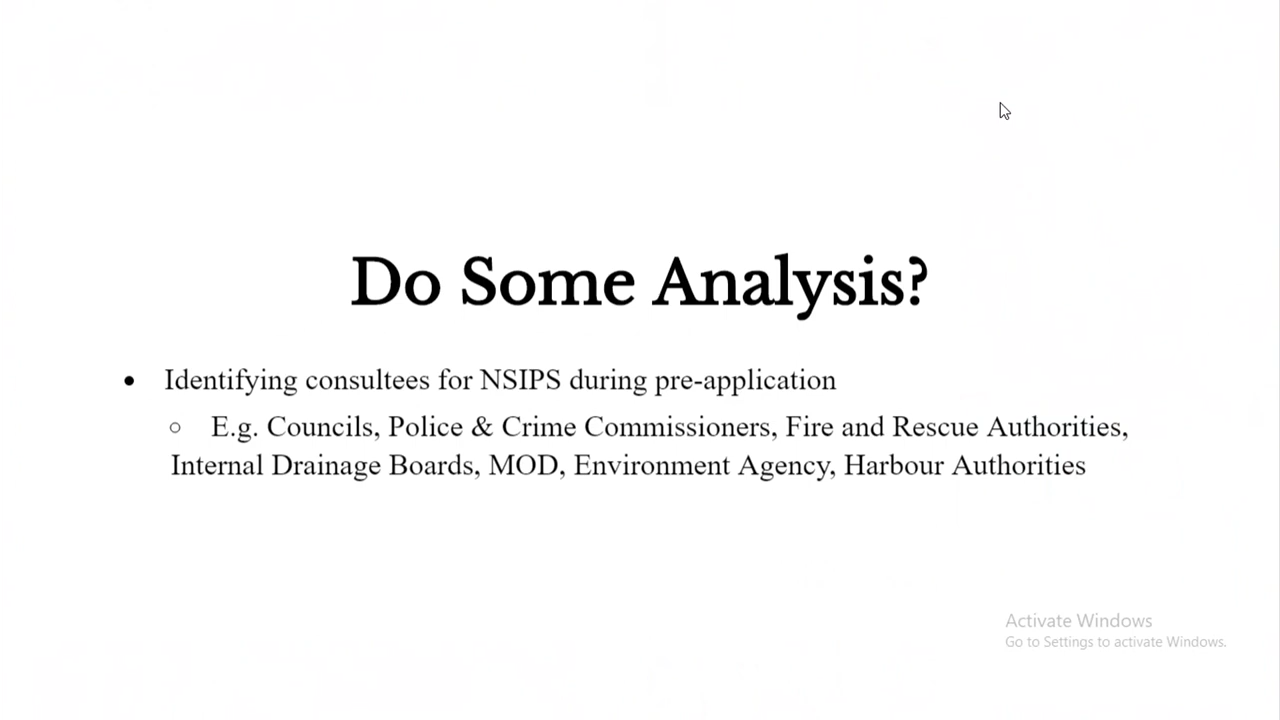 Do Some Analysis?
• Identifying consultees for NSIPS during pre-application
○ E.g. Councils, Police & Crime Commissioners, Fire and Rescue Authorities,
Internal Drainage Boards, MOD, Environment Agency, Harbour Authorities
Activate Windows
Go to Settings to activate Windows.